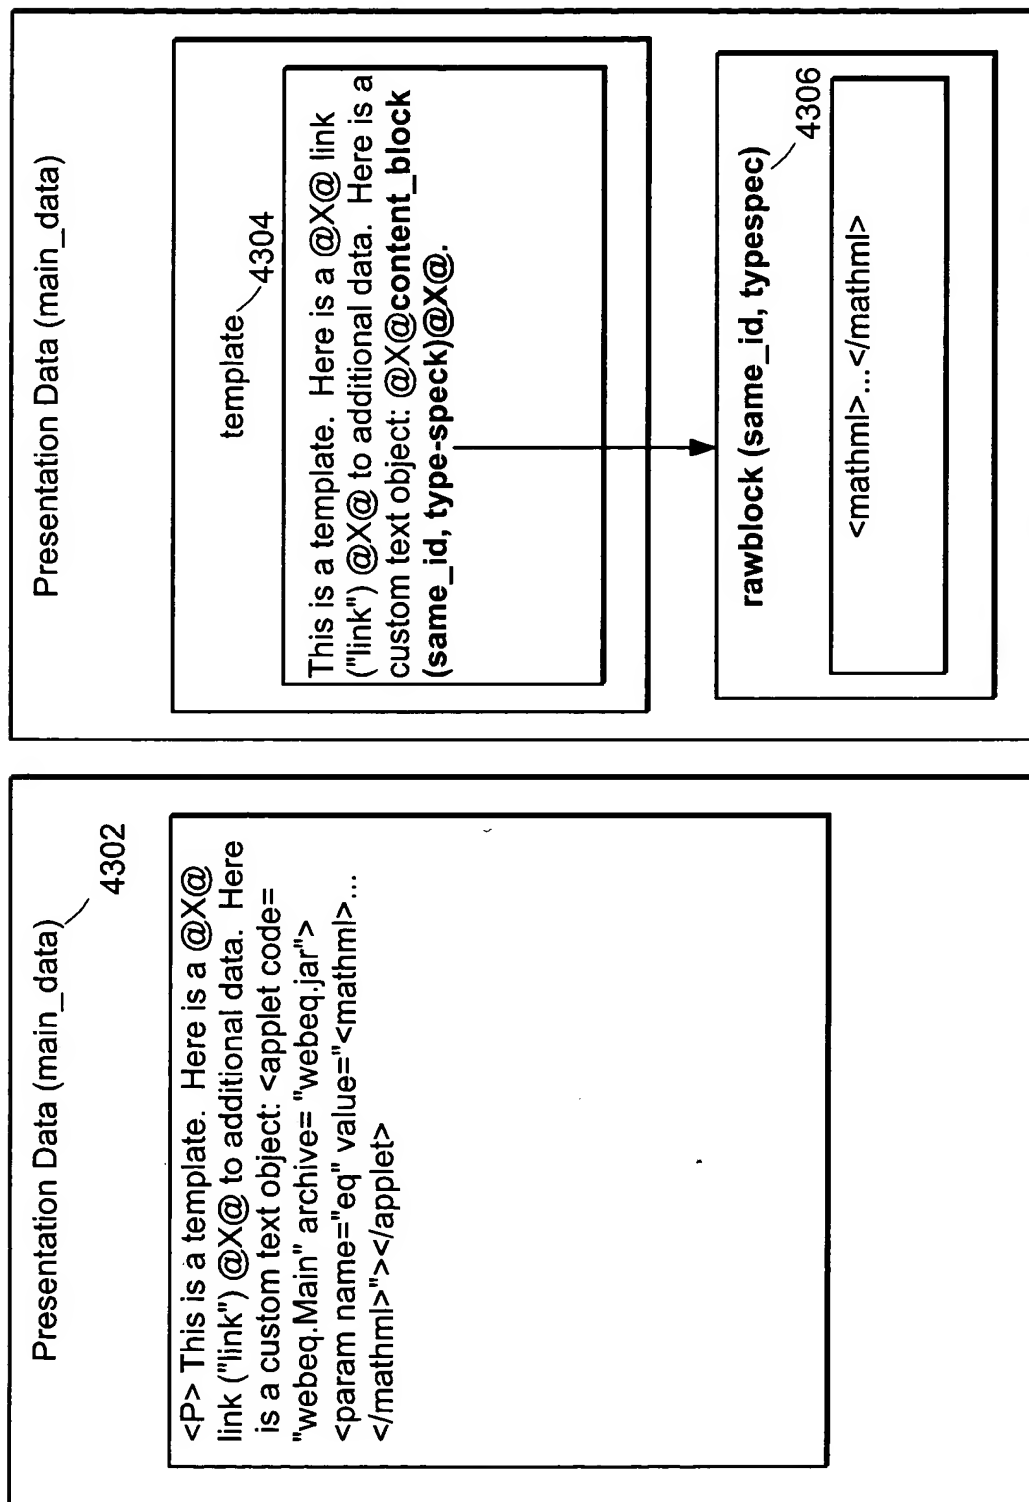 Presentation Data (main_data)
4302
<P> This is a template. Here is a @X@
link ("link") @X@ to additional data. Here
is a custom text object: <applet code=
"webeq.Main" archive= "webeq.jar">
<param name="eq" value="<mathml>...
</mathml>"></applet>
Presentation Data (main_data)
template
4304
This is a template. Here is a @X@ link
("link") @X@ to additional data. Here is a
custom text object: @X@content_block
(same_id, type-speck)@X@.
rawblock (same_id, typespec)
4306
<mathml>...</mathml>